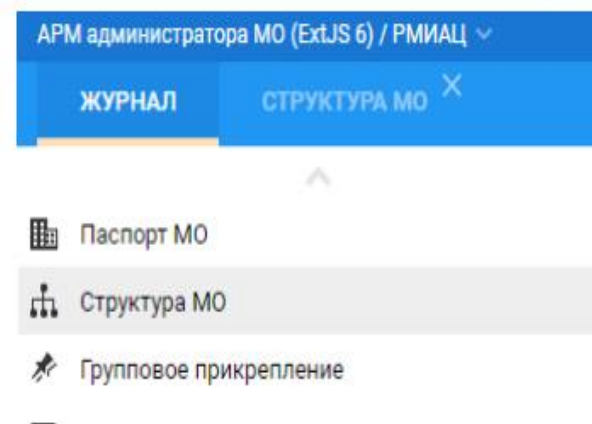 АРМ администратора МО (ExtJS 6) / РМИАЦ
ЖУРНАЛ СТРУКТУРА МО
Паспорт МО
Структура МО
Групповое прикрепление